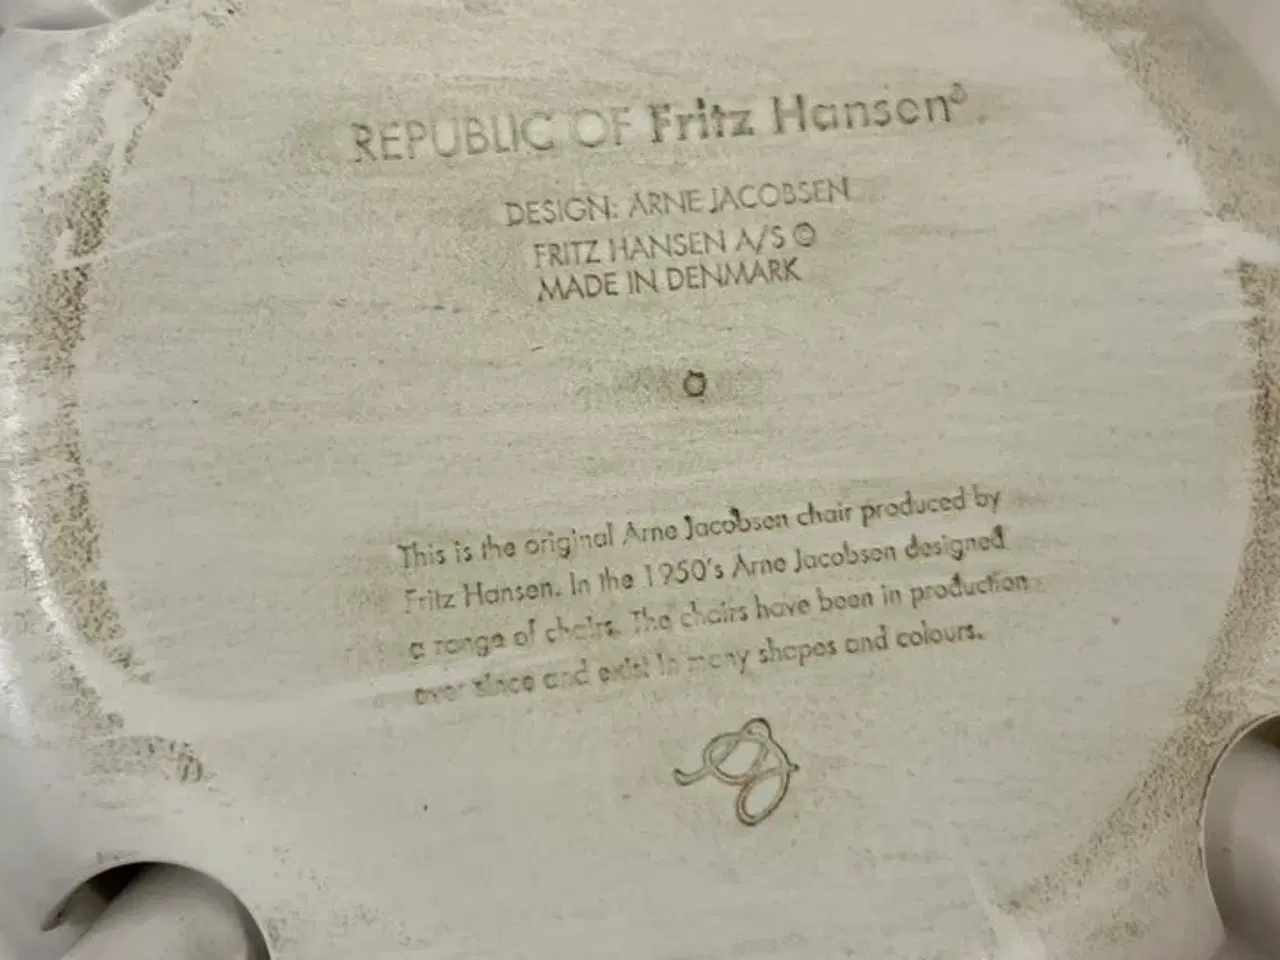 REPUBLIC OF Fritz Hansen®
DESIGN: ARNE JACOBSEN
FRITZ HANSEN A/S ©
MADE IN DENMARK
This is the original Arne Jacobsen chair produced by
Fritz Hansen. In the 1950's Arne Jacobsen designed
a range of chairs. The chairs have been in production
ever since and exist in many shapes and colours.